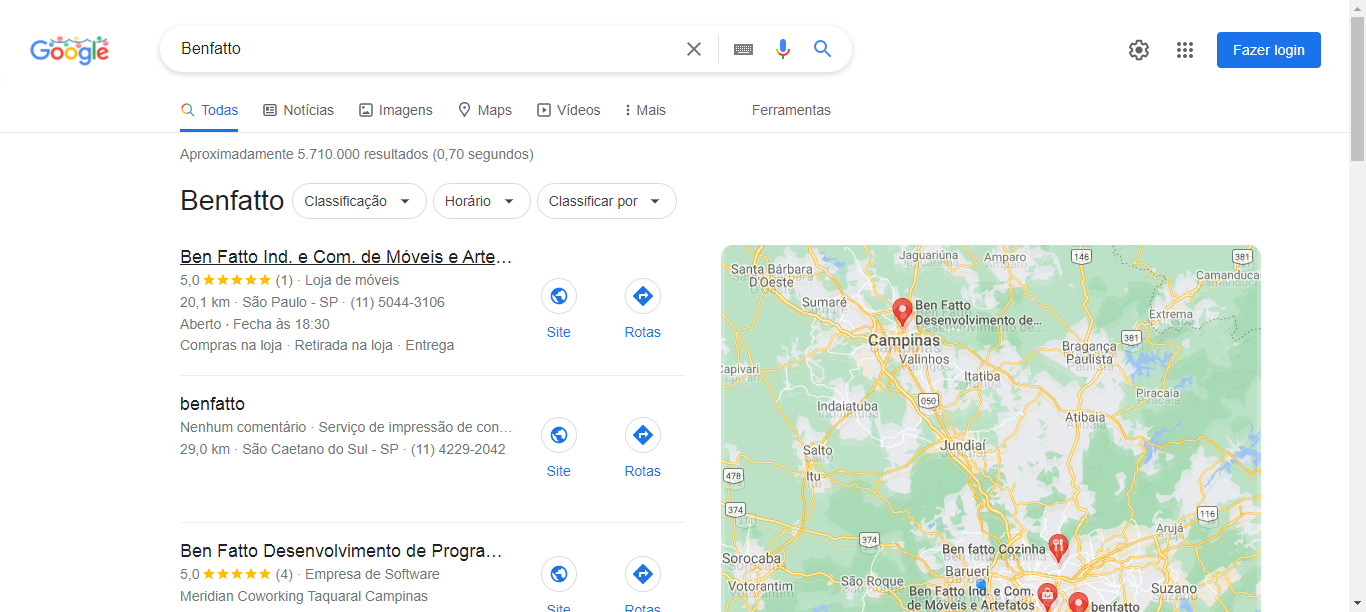 Google
Benfatto
Fazer login
Todas
Notícias
Imagens
Maps
Vídeos
Mais
Ferramentas
Aproximadamente 5.710.000 resultados (0,70 segundos)
Benfatto
Classificação
Horário
Classificar por
Ben Fatto Ind. e Com. de Móveis e Arte…
5,0 (1) · Loja de móveis
20,1 km · São Paulo - SP · (11) 5044-3106
Aberto · Fecha às 18:30
Compras na loja · Retirada na loja · Entrega
Site
Rotas
benfatto
Nenhum comentário · Serviço de impressão de con…
29,0 km · São Caetano do Sul - SP · (11) 4229-2042
Site
Rotas
Ben Fatto Desenvolvimento de Progra…
5,0 (4) · Empresa de Software
Meridian Coworking Taquaral Campinas
Site
Rotas
Jaguariúna
Amparo
146
381
Santa Bárbara
D'Oeste
Camanducaia
Sumaré
Ben Fatto
Desenvolvimento de...
Extrema
Campinas
381
Bragança
Paulista
Valinhos
Capivari
Itatiba
Piracaia
050
Indaiatuba
Atibaia
Jundiaí
Salto
Itu
478
374
116
Arujá
374
Ben fatto Cozinha
Sorocaba
Barueri
Votorantim
São Roque
Suzano
Ben Fatto Ind. e Com.
de Móveis e Artefatos
benfatto